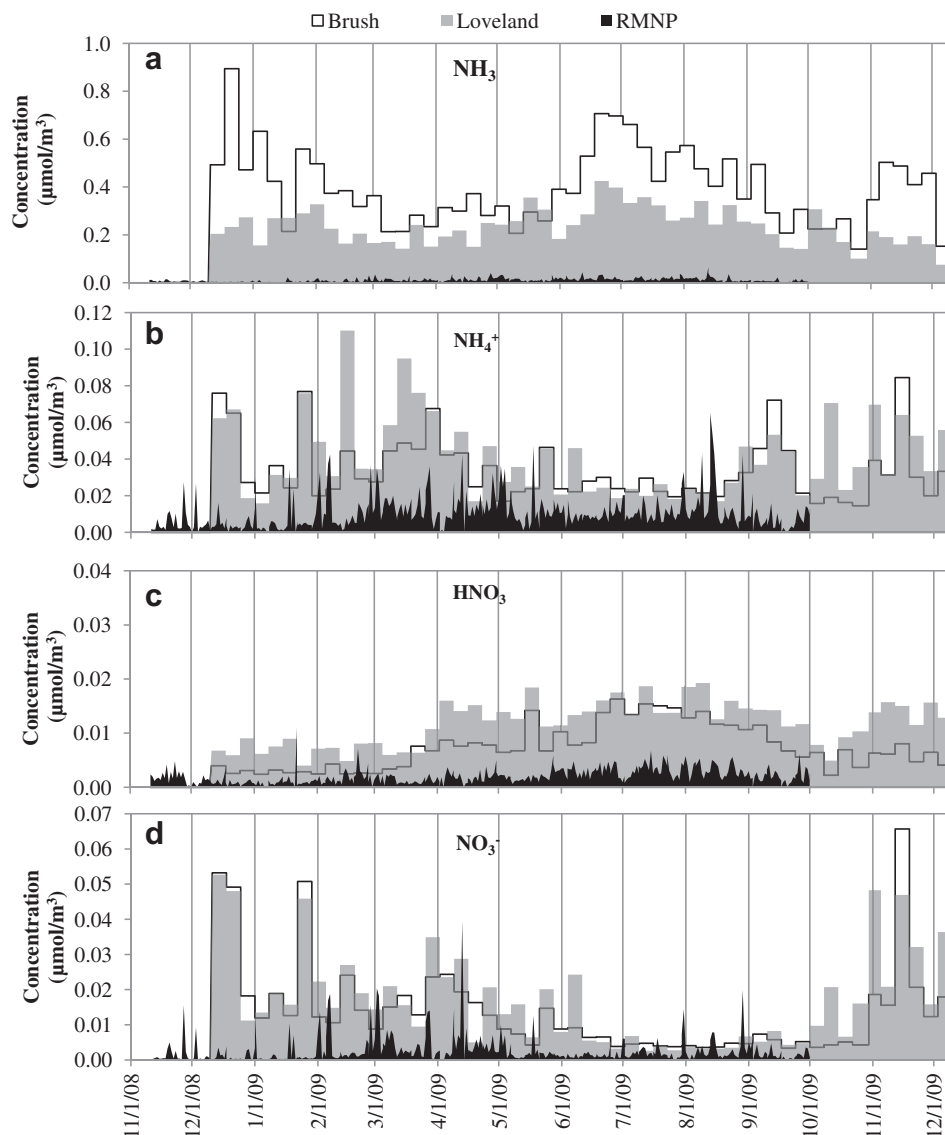 Brush Loveland RMNP
a
NH₃
1.0
0.8
0.6
0.4
0.2
0.0
Concentration
(µmol/m³)
b
NH₄⁺
0.12
0.10
0.08
0.06
0.04
0.02
0.00
Concentration
(µmol/m³)
c
HNO₃
0.04
0.03
0.02
0.01
0.00
Concentration
(µmol/m³)
d
NO₃⁻
0.07
0.06
0.05
0.04
0.03
0.02
0.01
0.00
Concentration
(µmol/m³)
11/1/08 12/1/08 1/1/09 2/1/09 3/1/09 4/1/09 5/1/09 6/1/09 7/1/09 8/1/09 9/1/09 10/1/09 11/1/09 12/1/09